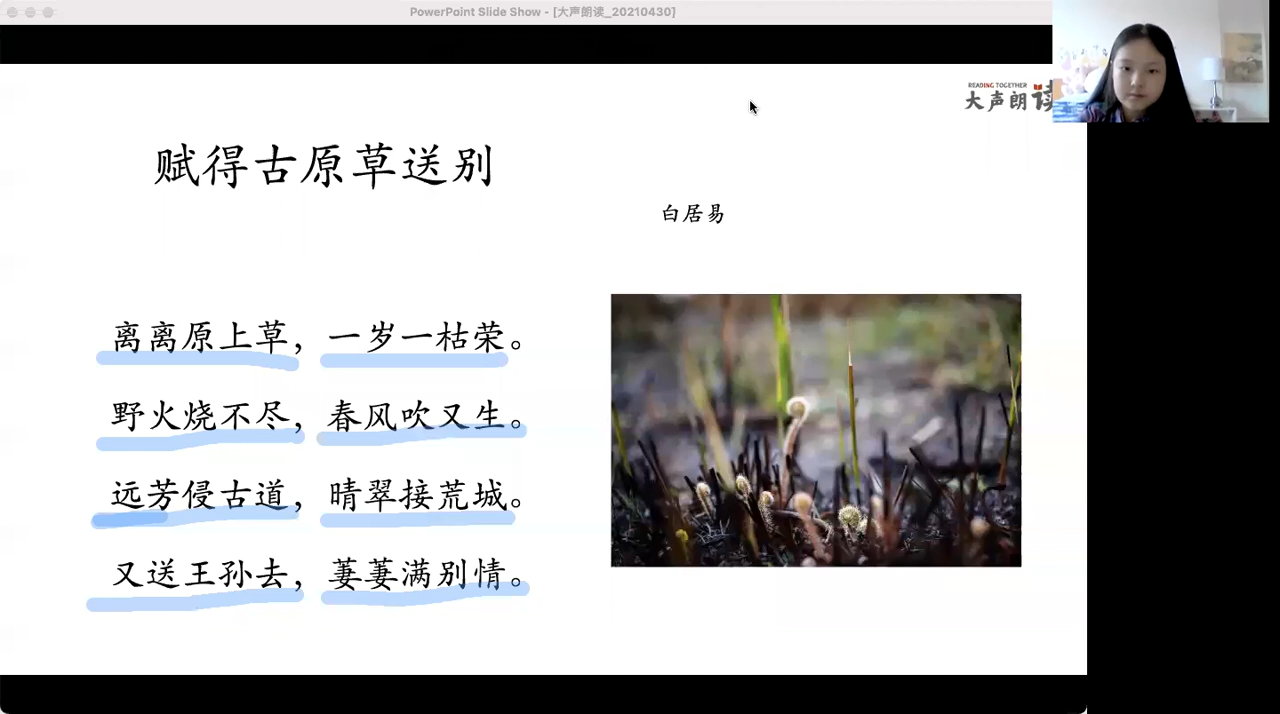 PowerPoint Slide Show - [大声朗读_20210430]
READING TOGETHER
大声朗读
赋得古原草送别
白居易
离离原上草，一岁一枯荣。
野火烧不尽，春风吹又生。
远芳侵古道，晴翠接荒城。
又送王孙去，萋萋满别情。